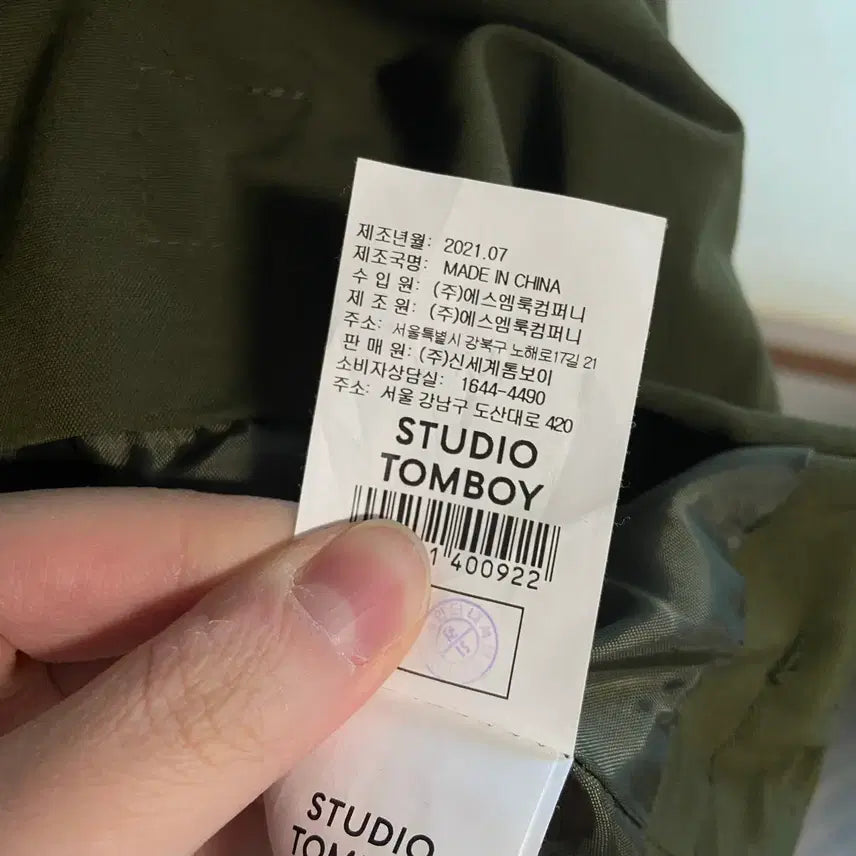 제조년월: 2021.07
제조국명: MADE IN CHINA
수 입 원: (주)에스엠룩컴퍼니
제 조 원: (주)에스엠룩컴퍼니
주소: 서울특별시 강북구 노해로17길 21
판 매 원: (주)신세계톰보이
소비자상담실: 1644-4490
주소: 서울 강남구 도산대로 420
STUDIO
TOMBOY
1 400922
STUDIO